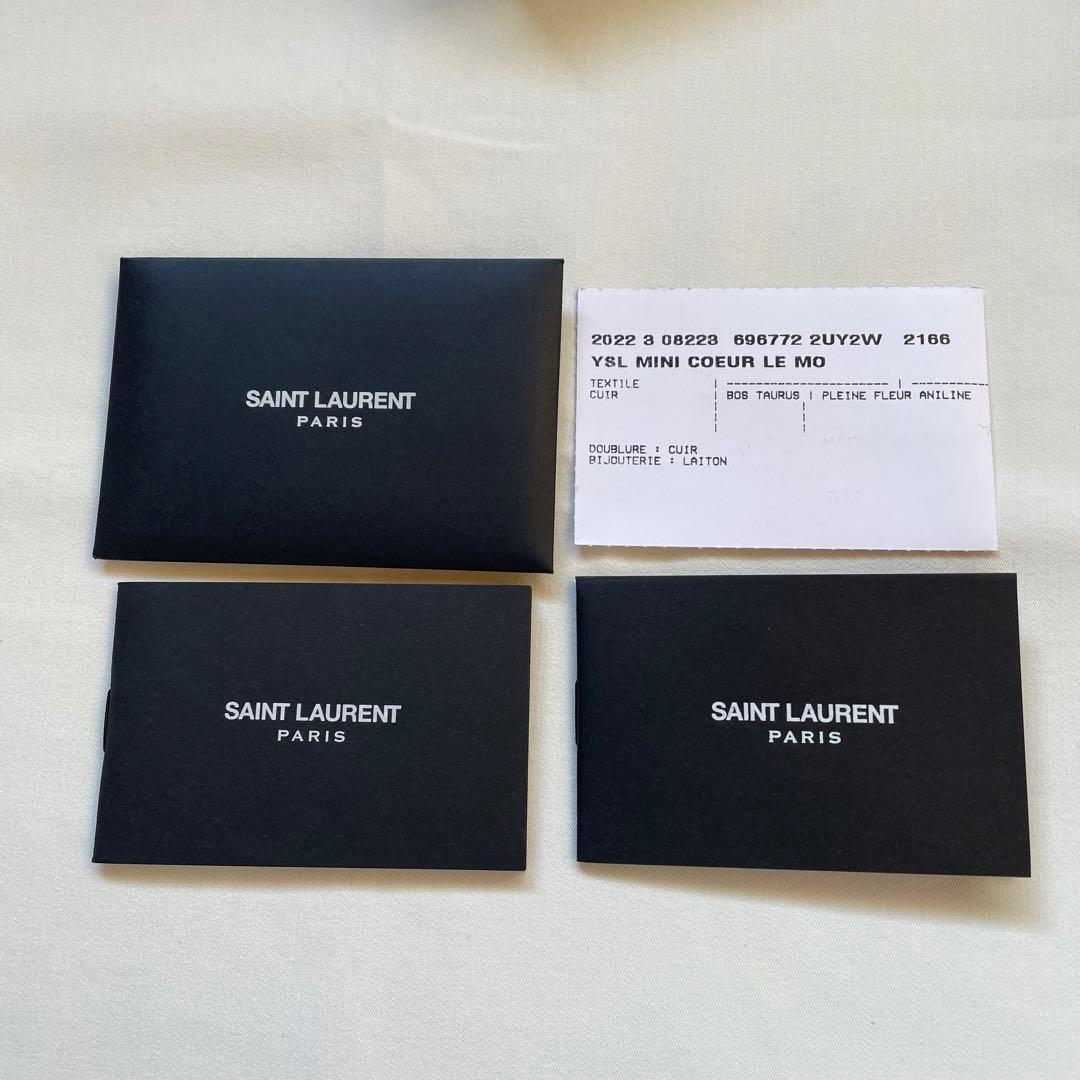 SAINT LAURENT
PARIS
2022 3 08223 696772 2UY2W 2166
YSL MINI COEUR LE MO
TEXTILE
CUIR | BOS TAURUS | PLEINE FLEUR ANILINE
DOUBLURE : CUIR
BIJOUTERIE : LAITON
SAINT LAURENT
PARIS
SAINT LAURENT
PARIS